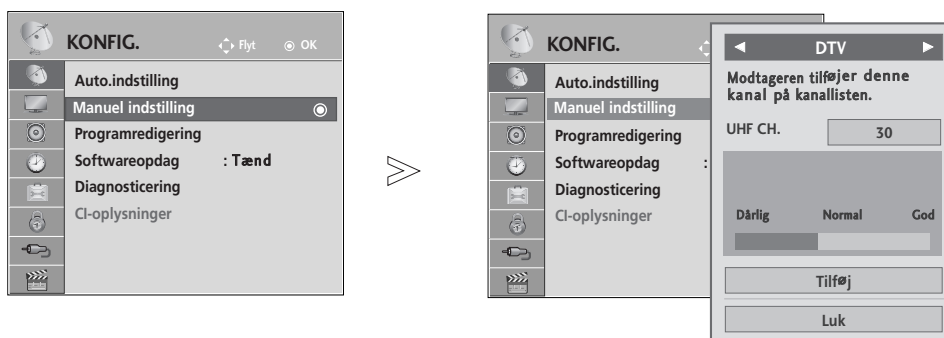 KONFIG.
Flyt
OK
Auto.indstilling
Manuel indstilling
Programredigering
Softwareopdag : Tænd
Diagnosticering
CI-oplysninger
KONFIG.
Auto.indstilling
Manuel indstilling
Programredigering
Softwareopdag :
Diagnosticering
CI-oplysninger
DTV
Modtageren tilføjer denne
kanal på kanallisten.
UHF CH. 30
Dårlig Normal God
Tilføj
Luk